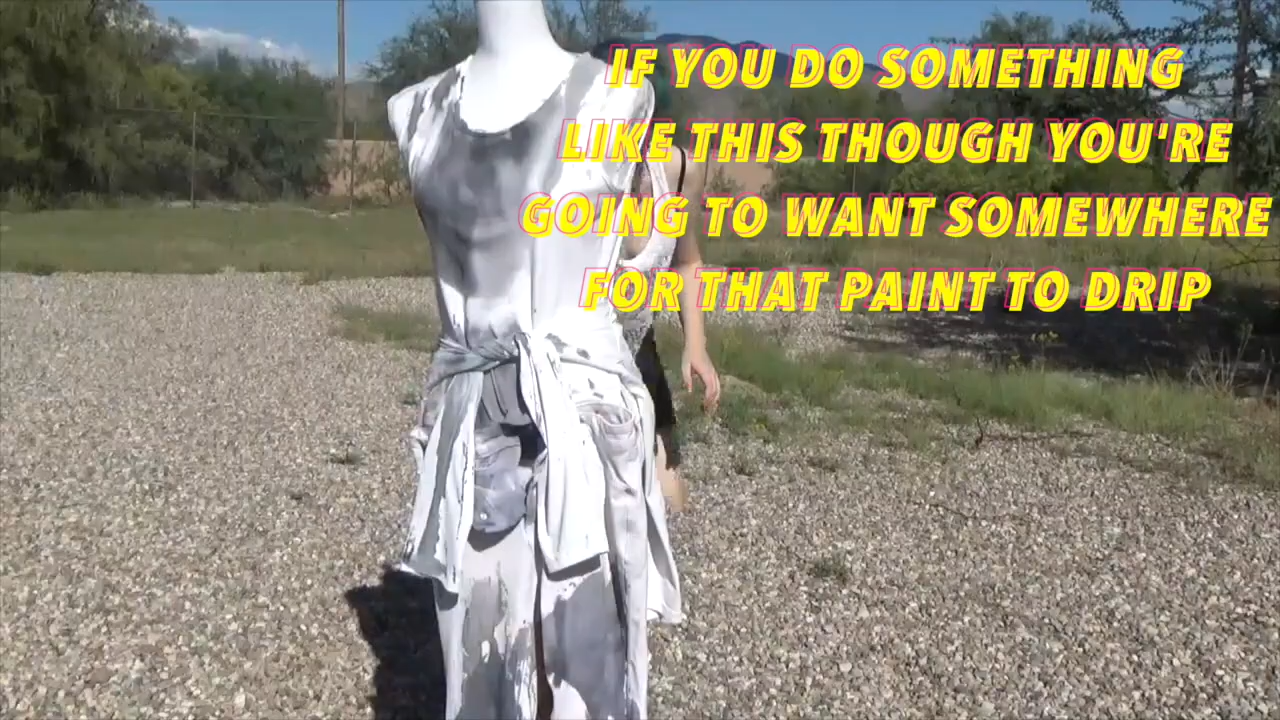 IF YOU DO SOMETHING
LIKE THIS THOUGH YOU'RE
GOING TO WANT SOMEWHERE
FOR THAT PAINT TO DRIP